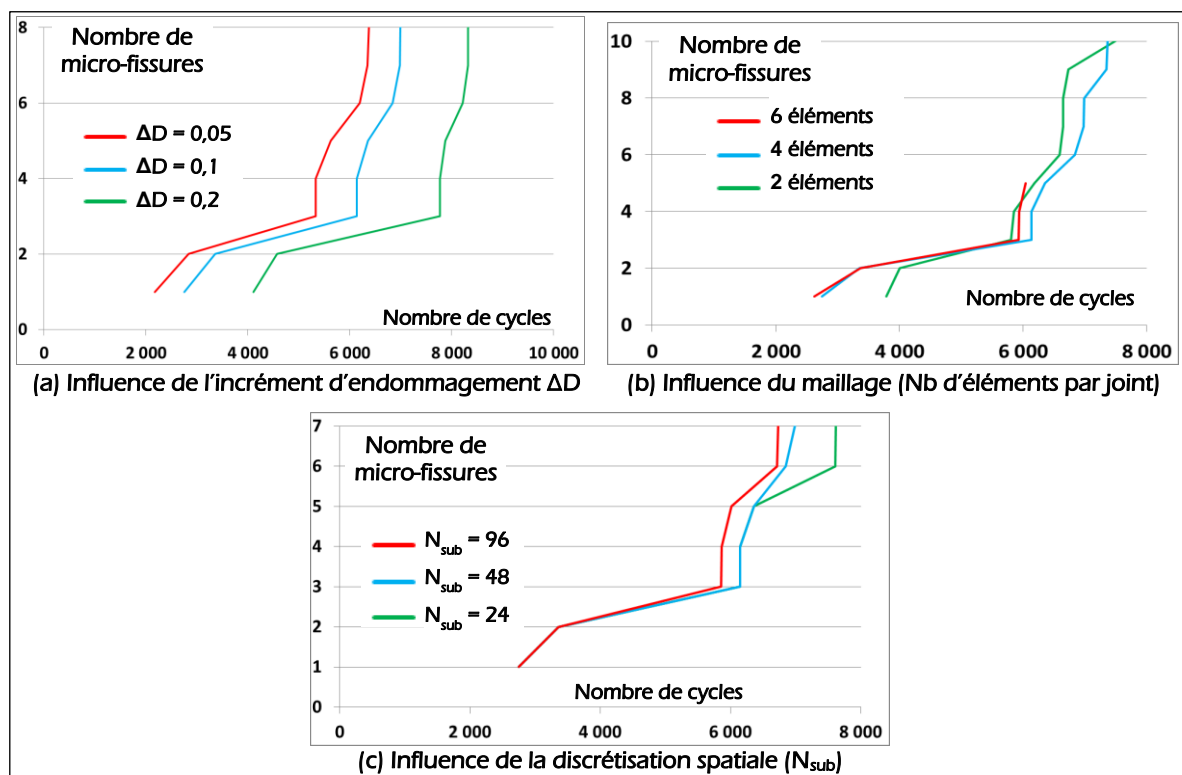 Nombre de
micro-fissures
8
6
4
2
0
ΔD = 0,05
ΔD = 0,1
ΔD = 0,2
Nombre de cycles
0 2 000 4 000 6 000 8 000 10 000
(a) Influence de l'incrément d'endommagement ΔD
Nombre de
micro-fissures
10
8
6
4
2
0
6 éléments
4 éléments
2 éléments
Nombre de cycles
0 2 000 4 000 6 000 8 000
(b) Influence du maillage (Nb d'éléments par joint)
Nombre de
micro-fissures
7
6
5
4
3
2
1
0
Nsub = 96
Nsub = 48
Nsub = 24
Nombre de cycles
0 2 000 4 000 6 000 8 000
(c) Influence de la discrétisation spatiale (Nsub)